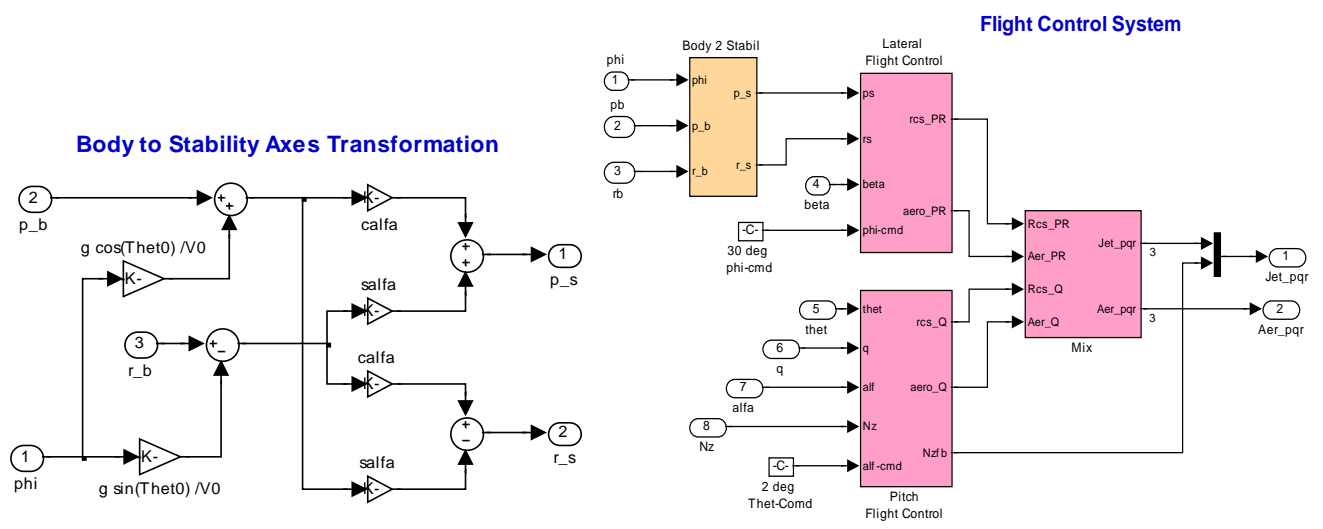 Body to Stability Axes Transformation
2
p_b
+
+
K-
calfa
g cos(Thet0) /V0
K-
+
+
1
p_s
salfa
K-
3
r_b
+
−
calfa
K-
+
−
2
r_s
1
phi
K-
g sin(Thet0) /V0
salfa
K-
Flight Control System
phi
1
pb
2
3
rb
Body 2 Stabil
phi
p_b
r_b
p_s
r_s
Lateral
Flight Control
ps
rs
beta
phi-cmd
rcs_PR
aero_PR
4
beta
-C-
30 deg
phi-cmd
5
thet
6
q
7
alfa
8
Nz
-C-
2 deg
Thet-Comd
thet
q
alf
Nz
alf-cmd
rcs_Q
aero_Q
Nzfb
Pitch
Flight Control
Rcs_PR
Aer_PR
Rcs_Q
Aer_Q
Jet_pqr
Aer_pqr
Mix
3
3
1
Jet_pqr
2
Aer_pqr